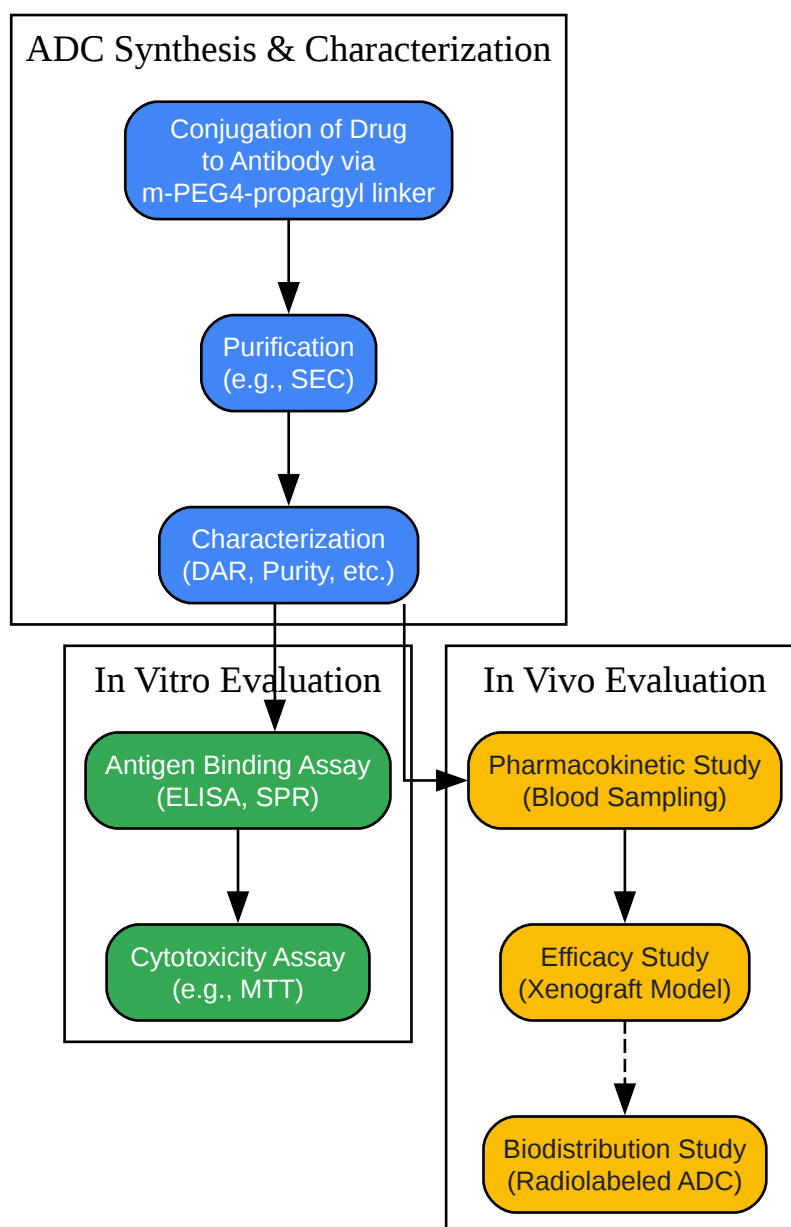 ADC Synthesis & Characterization
Conjugation of Drug
to Antibody via
m-PEG4-propargyl linker
Purification
(e.g., SEC)
Characterization
(DAR, Purity, etc.)
In Vitro Evaluation
Antigen Binding Assay
(ELISA, SPR)
Cytotoxicity Assay
(e.g., MTT)
In Vivo Evaluation
Pharmacokinetic Study
(Blood Sampling)
Efficacy Study
(Xenograft Model)
Biodistribution Study
(Radiolabeled ADC)